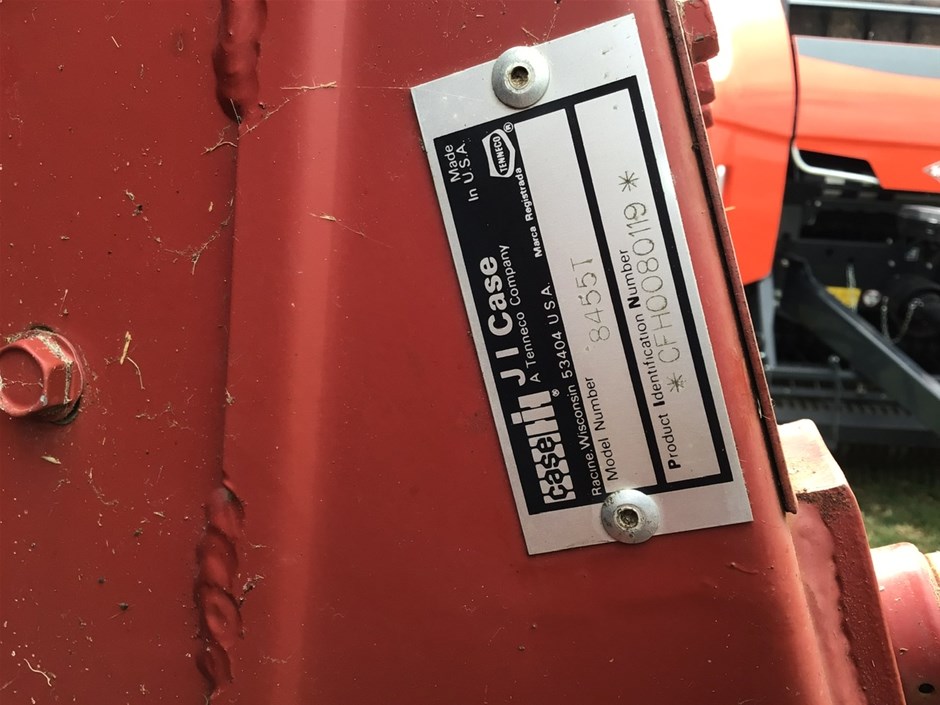 case ih ® J I Case
A Tenneco Company
Made
In U.S.A.
TENNECO ®
Marca Registrada
Racine, Wisconsin 53404 U.S.A.
Model Number
8455T
Product Identification Number
* CFH0080119 *